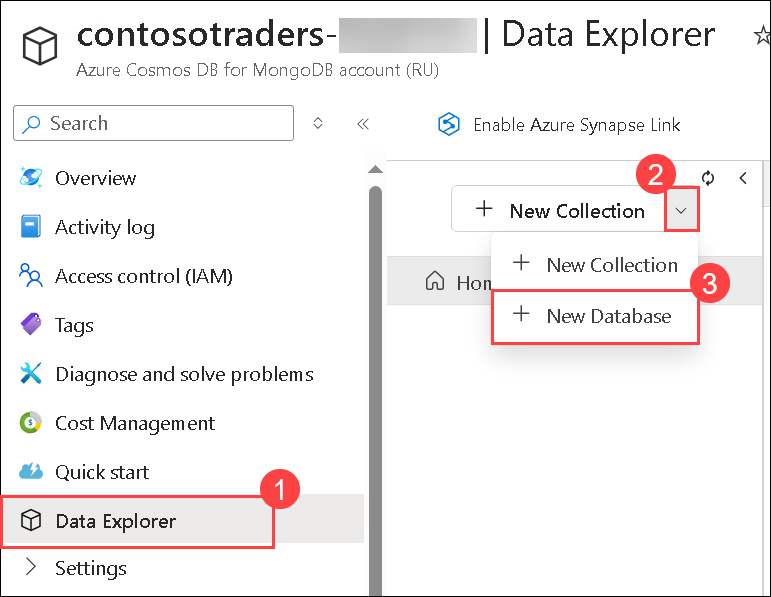 contosotraders- | Data Explorer
Azure Cosmos DB for MongoDB account (RU)
Search
Enable Azure Synapse Link
Overview
Activity log
Access control (IAM)
Tags
Diagnose and solve problems
Cost Management
Quick start
1
Data Explorer
Settings
2
+ New Collection
+ New Collection
3
Hom
+ New Database